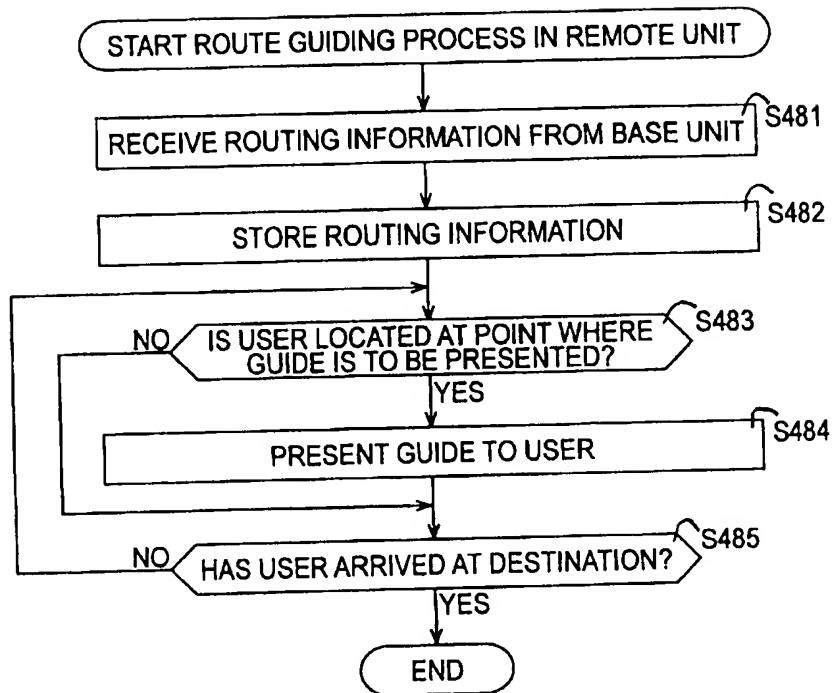 START ROUTE GUIDING PROCESS IN REMOTE UNIT
S481
RECEIVE ROUTING INFORMATION FROM BASE UNIT
S482
STORE ROUTING INFORMATION
S483
NO
IS USER LOCATED AT POINT WHERE
GUIDE IS TO BE PRESENTED?
YES
S484
PRESENT GUIDE TO USER
S485
NO
HAS USER ARRIVED AT DESTINATION?
YES
END